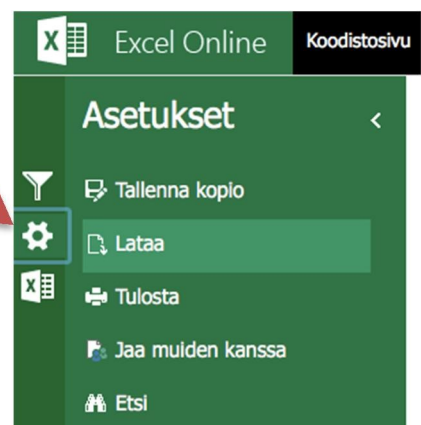 Excel Online Koodistosivu
Asetukset
Tallenna kopio
Lataa
Tulosta
Jaa muiden kanssa
Etsi